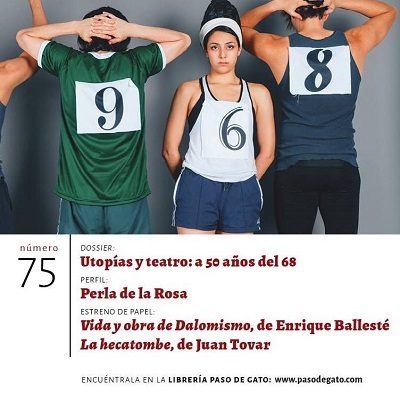 9
6
8
número
75
DOSSIER:
Utopías y teatro: a 50 años del 68
PERFIL:
Perla de la Rosa
ESTRENO DE PAPEL:
Vida y obra de Dalomismo, de Enrique Ballesté
La hecatombe, de Juan Tovar
ENCUÉNTRALA EN LA LIBRERÍA PASO DE GATO: www.pasodegato.com